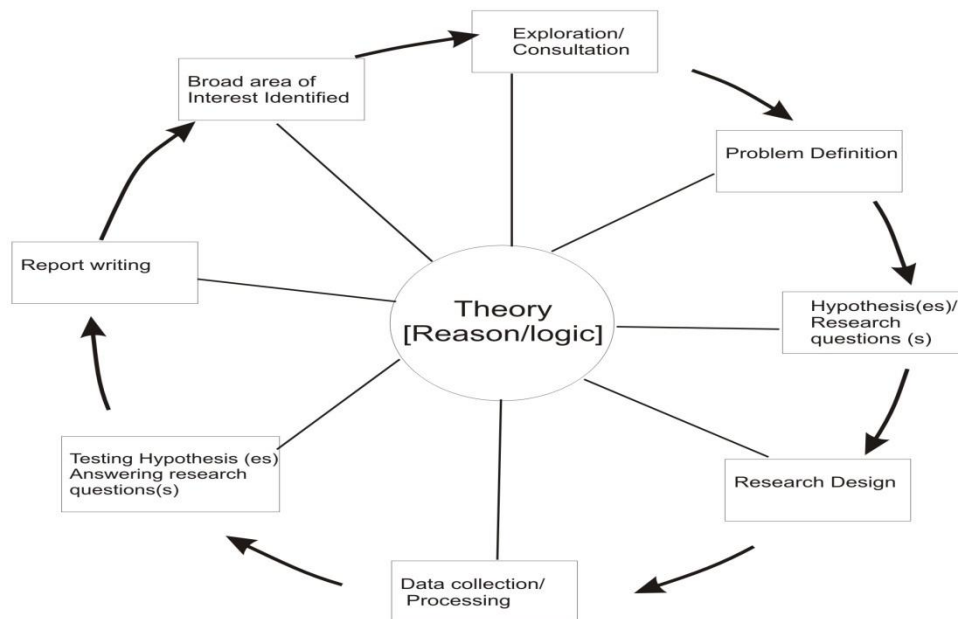 Exploration/
Consultation
Broad area of
Interest Identified
Problem Definition
Report writing
Theory
[Reason/logic]
Hypothesis(es)/
Research
questions (s)
Testing Hypothesis (es)
Answering research
questions(s)
Research Design
Data collection/
Processing